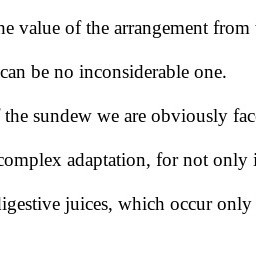 he value of the arrangement from
can be no inconsiderable one.
the sundew we are obviously fac
complex adaptation, for not only i
digestive juices, which occur only